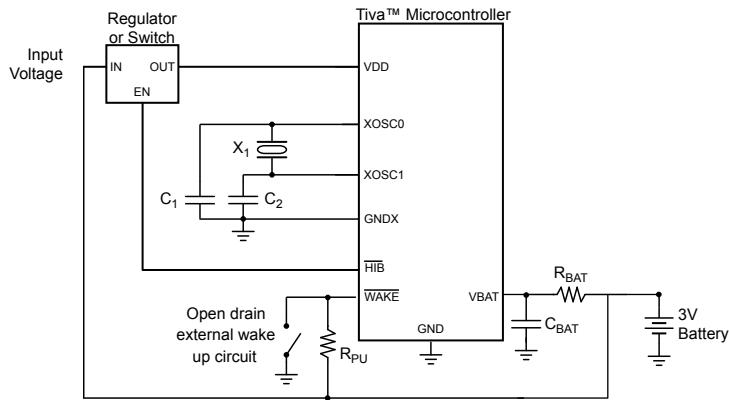 Tiva™ Microcontroller
Regulator
or Switch
Input
Voltage
IN
OUT
EN
VDD
XOSC0
X1
XOSC1
C1
C2
GNDX
HIB
WAKE
VBAT
RBAT
Open drain
external wake
up circuit
RPU
GND
CBAT
3V
Battery